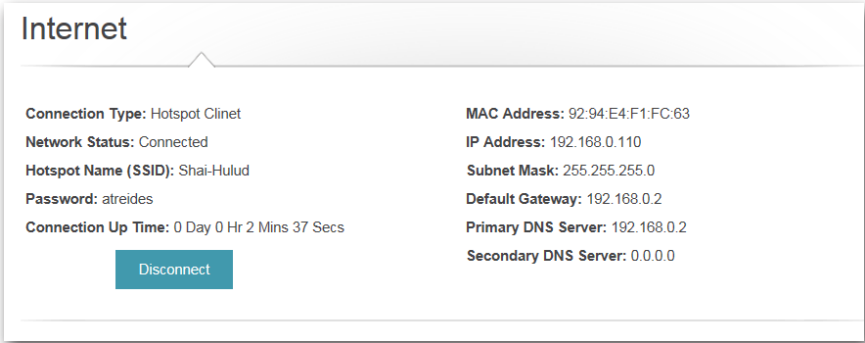 Internet
Connection Type: Hotspot Clinet
Network Status: Connected
Hotspot Name (SSID): Shai-Hulud
Password: atreides
Connection Up Time: 0 Day 0 Hr 2 Mins 37 Secs
Disconnect
MAC Address: 92:94:E4:F1:FC:63
IP Address: 192.168.0.110
Subnet Mask: 255.255.255.0
Default Gateway: 192.168.0.2
Primary DNS Server: 192.168.0.2
Secondary DNS Server: 0.0.0.0